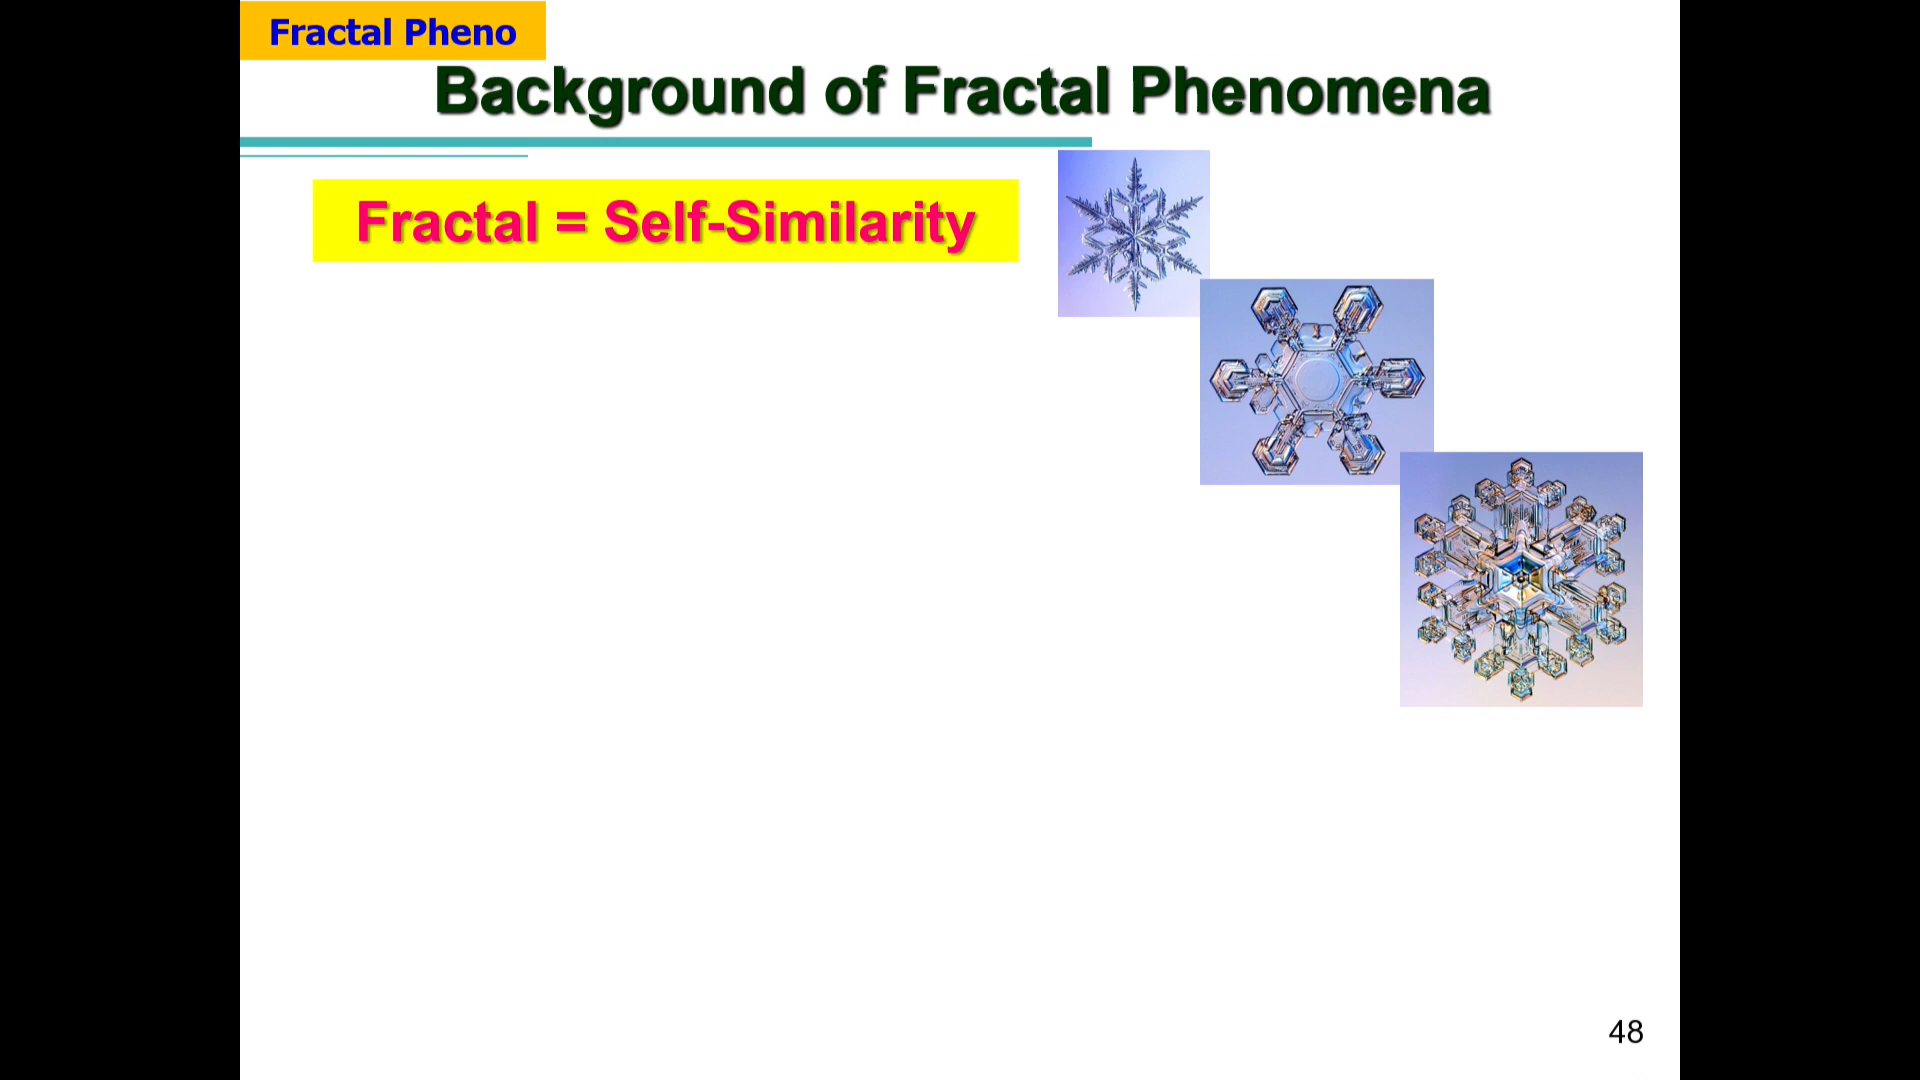 Fractal Pheno
Background of Fractal Phenomena
Fractal = Self-Similarity
48